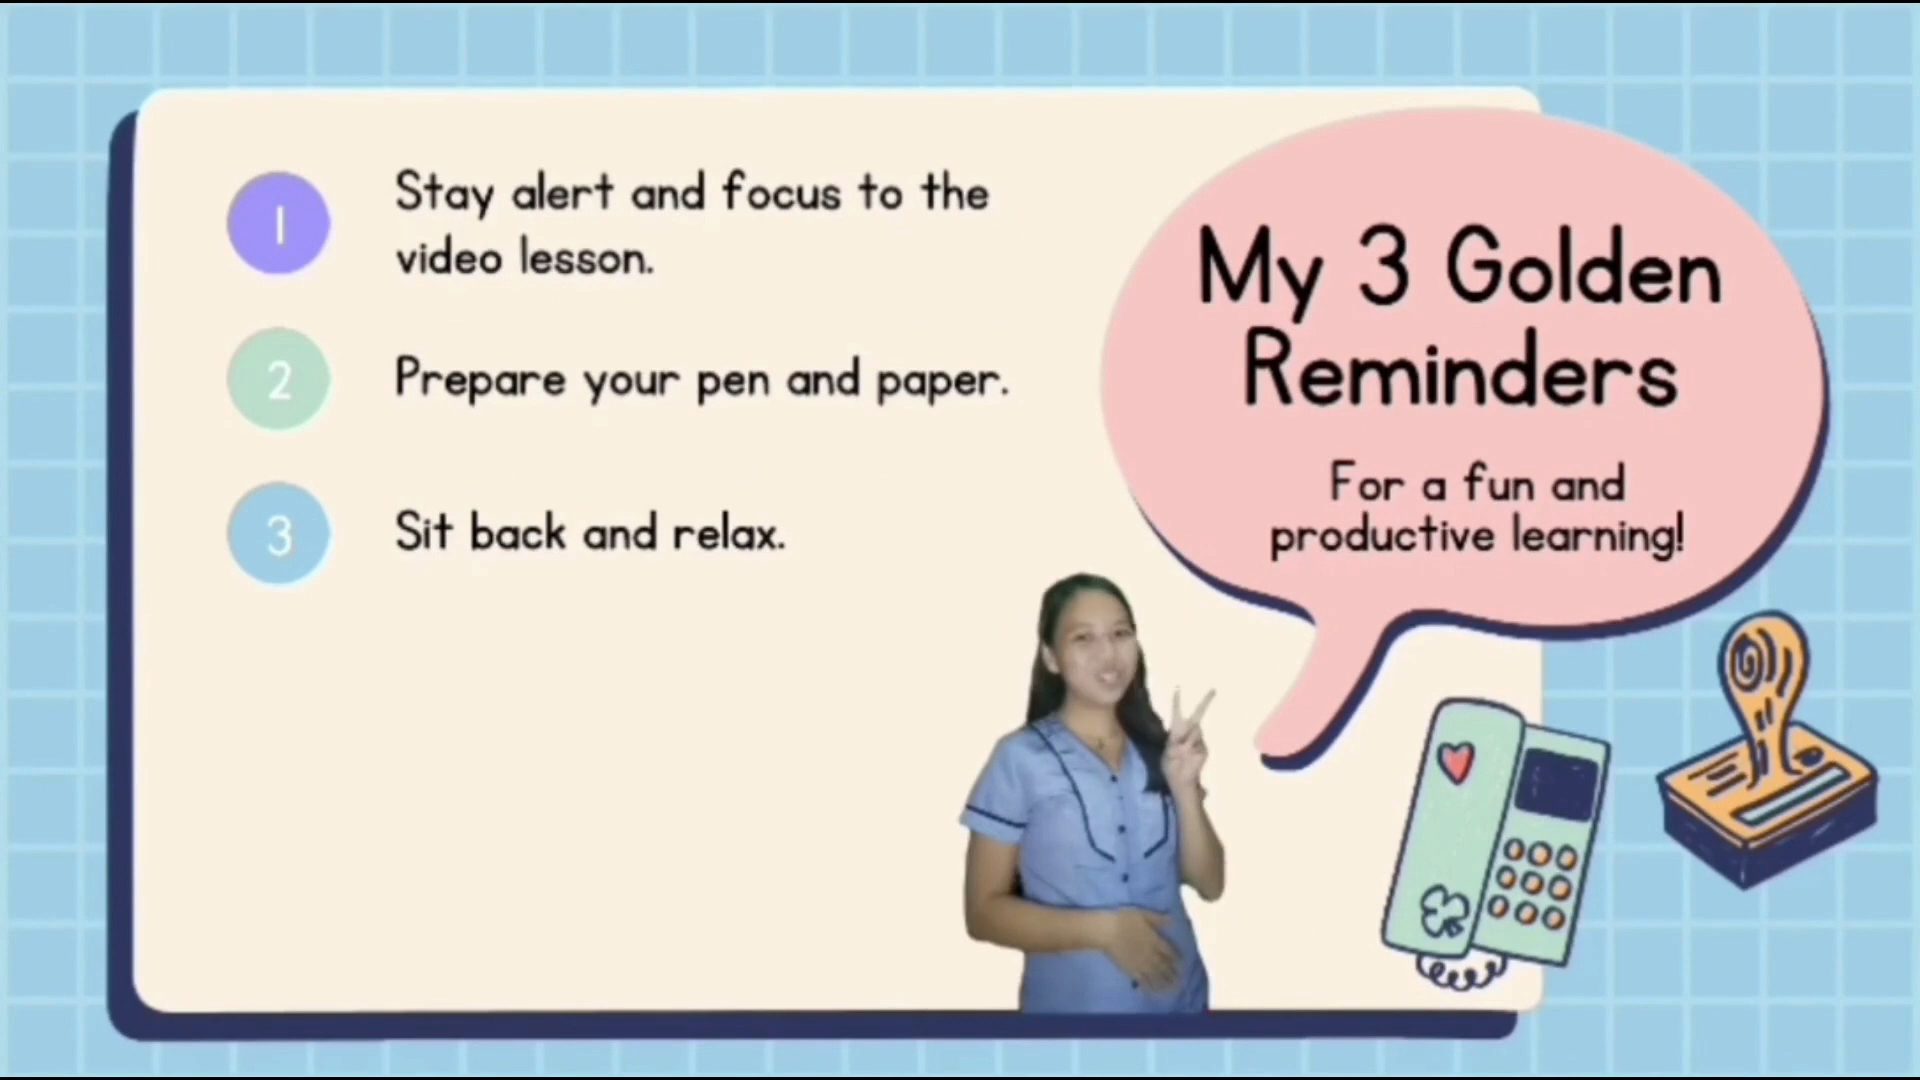 1
Stay alert and focus to the
video lesson.
2
Prepare your pen and paper.
3
Sit back and relax.
My 3 Golden
Reminders
For a fun and
productive learning!